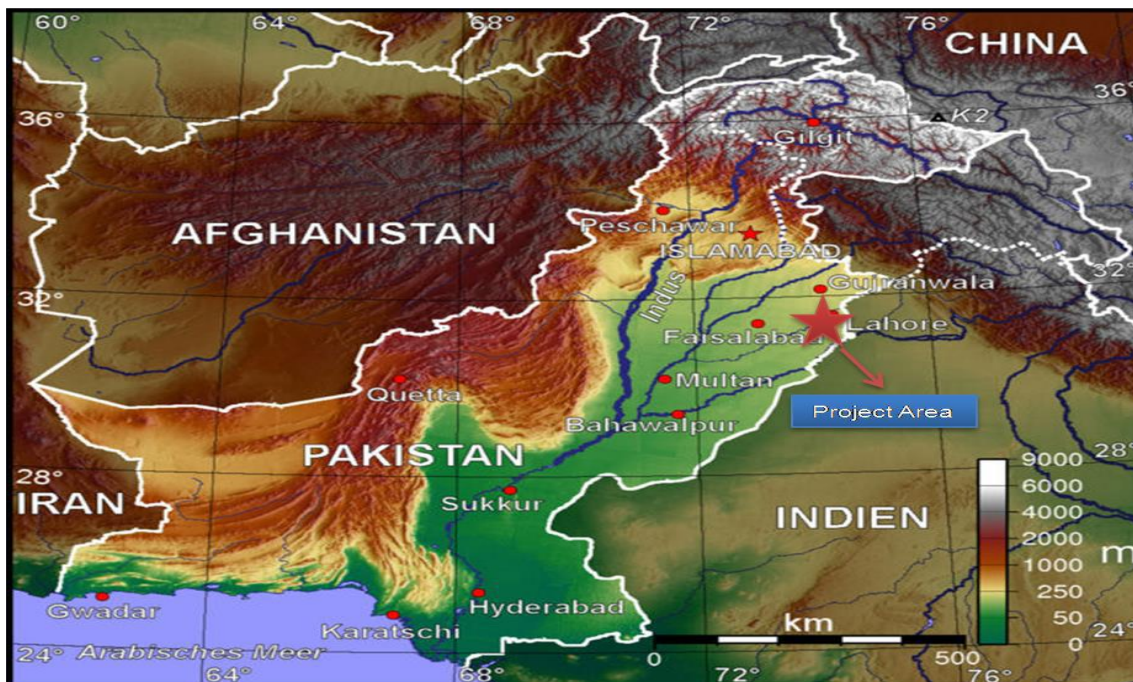 60°
64°
68°
72°
76°
CHINA
36°
36°
K2
Gilgit
Peschawar
AFGHANISTAN
ISLAMABAD
32°
32°
Indus
Gujranwala
Lahore
Faisalabad
Multan
Quetta
Project Area
Bahawalpur
PAKISTAN
28°
28°
9000
6000
4000
2000
1000
250
50
0
m
IRAN
Sukkur
INDIEN
Gwadar
Hyderabad
Karatschi
km
0
500
24°
24°
Arabisches Meer
64°
68°
72°
76°